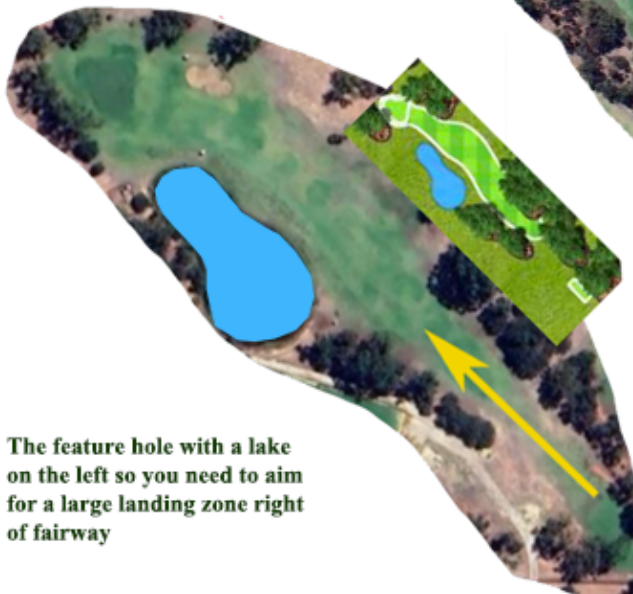 The feature hole with a lake
on the left so you need to aim
for a large landing zone right
of fairway